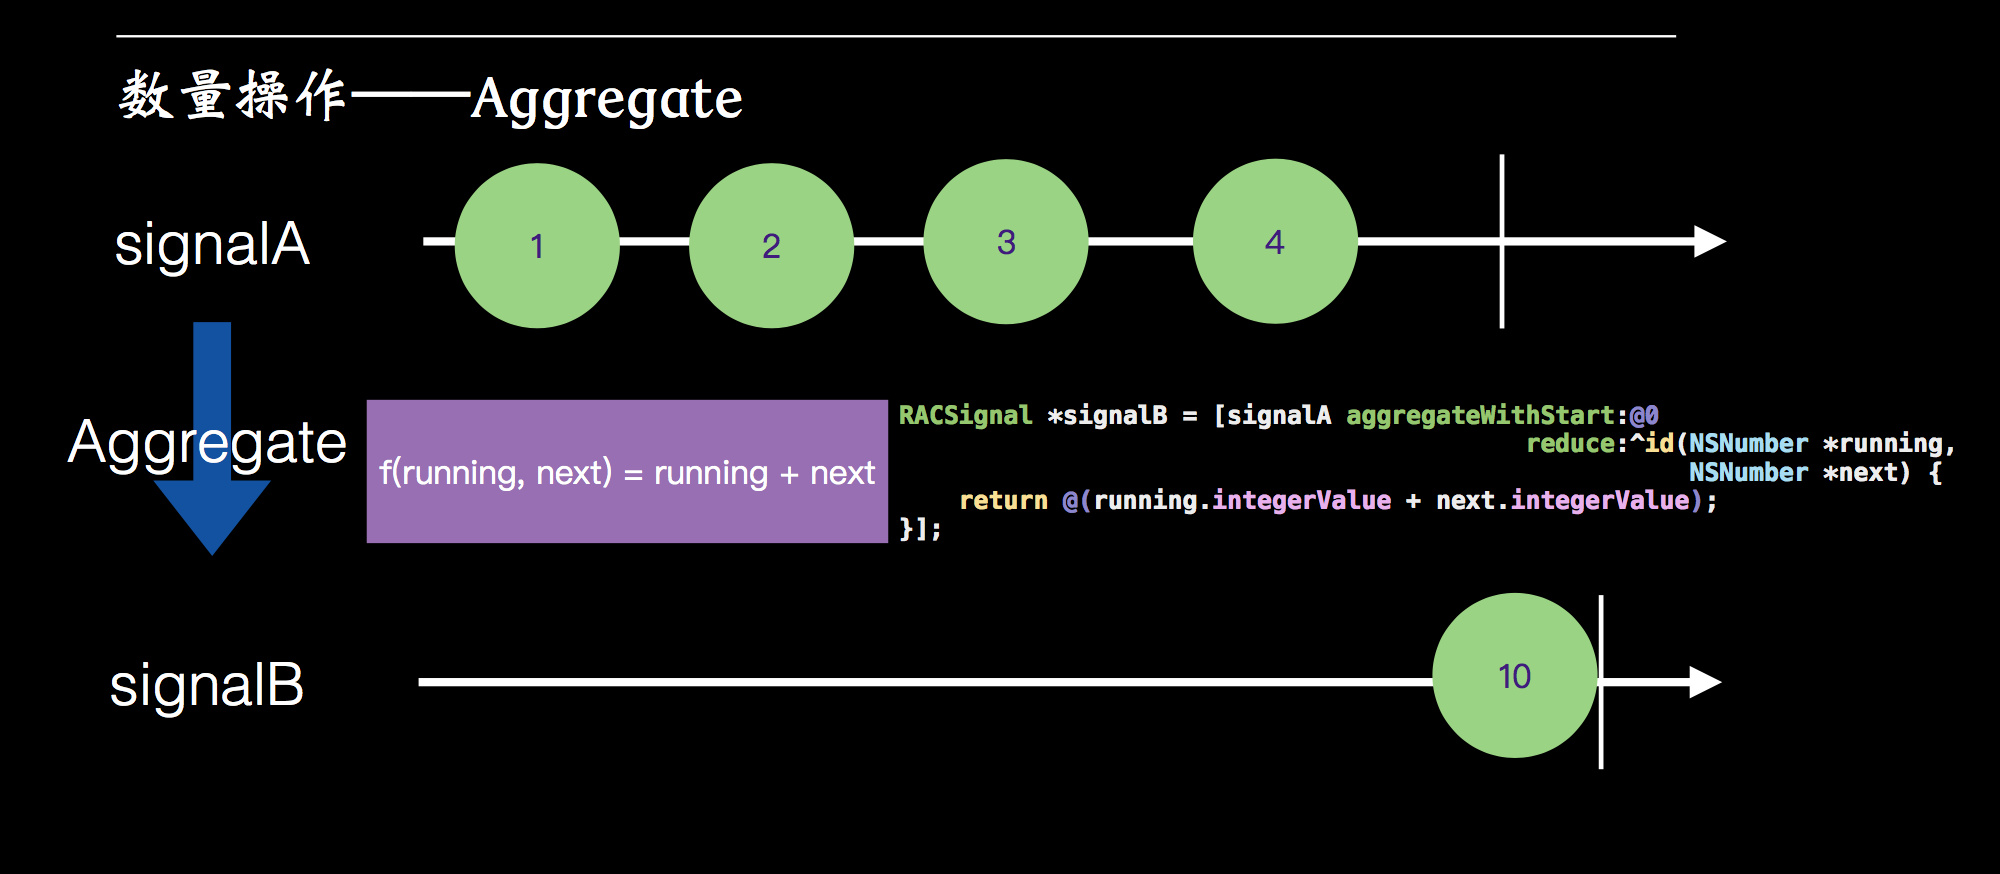 数量操作——Aggregate
signalA
1
2
3
4
Aggregate
f(running, next) = running + next
RACSignal *signalB = [signalA aggregateWithStart:@0
reduce:^id(NSNumber *running,
NSNumber *next) {
return @(running.integerValue + next.integerValue);
}];
signalB
10